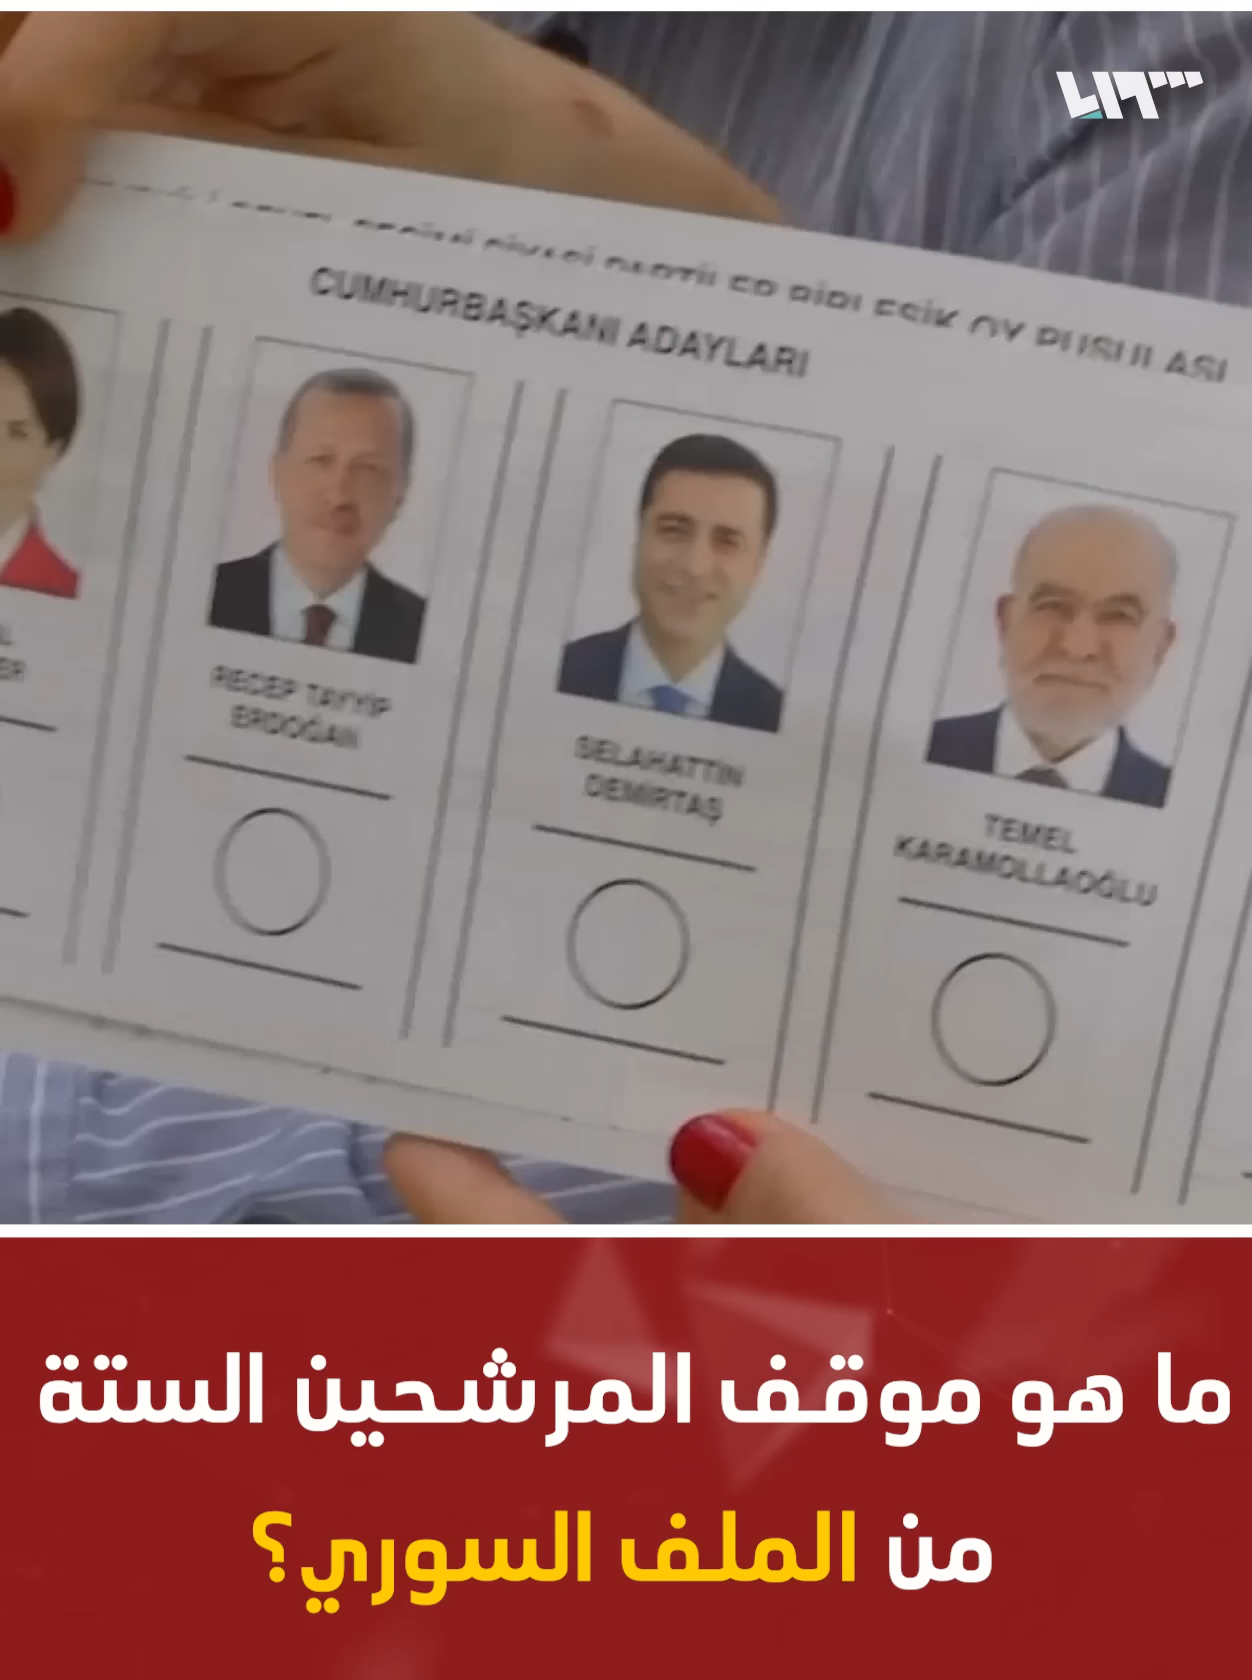 CUMHURBAŞKANI ADAYLARI
RECEP TAYYİP
ERDOĞAN
SELAHATTİN
DEMİRTAŞ
TEMEL
KARAMOLLAOĞLU
ما هو موقف المرشحين الستة
من الملف السوري؟